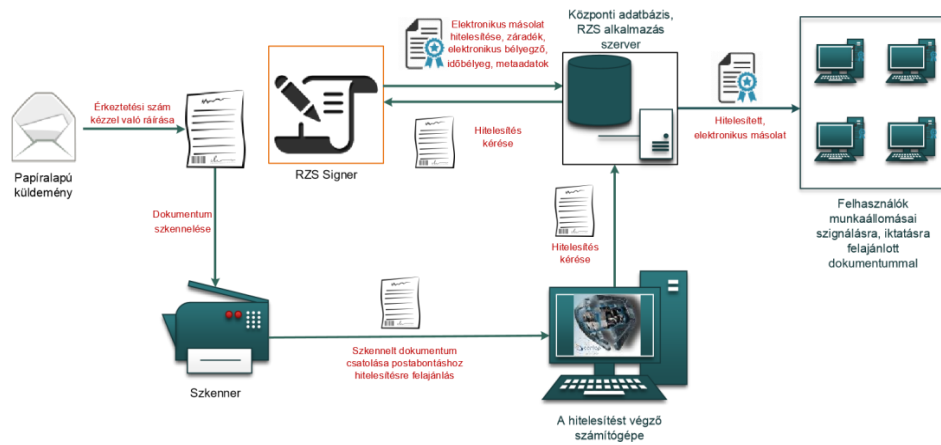 Elektronikus másolat
hitelesítése, záradék,
elektronikus bélyegző,
időbélyeg, metaadatok
Központi adatbázis,
RZS alkalmazás
szerver
Érkeztetési szám
kézzel való ráírása
Papíralapú
küldemény
Hitelesítés
kérése
RZS Signer
Hitelesített,
elektronikus másolat
Felhasználók
munkaállomásai
szignálásra, iktatásra
felajánlott
dokumentummal
Dokumentum
szkennelése
Hitelesítés
kérése
Szkennelt dokumentum
csatolása postabontáshoz
hitelesítésre felajánlás
Szkenner
A hitelesítést végző
számítógépe